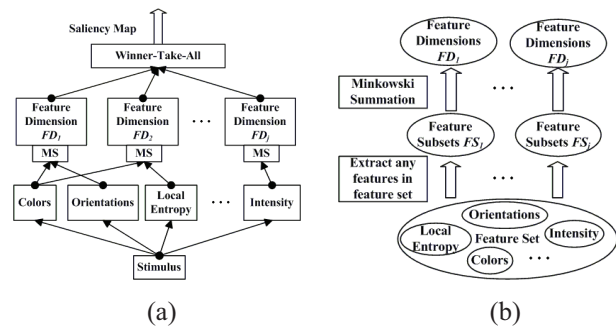 Saliency Map
Winner-Take-All
Feature Dimension FD1
Feature Dimension FD2
...
Feature Dimension FDj
MS
MS
MS
Colors
Orientations
Local Entropy
...
Intensity
Stimulus
(a)
Feature Dimensions FD1
...
Feature Dimensions FDj
Minkowski Summation
Feature Subsets FS1
Feature Subsets FSj
Extract any features in feature set
...
Orientations
Local Entropy
Feature Set
Intensity
Colors
...
(b)